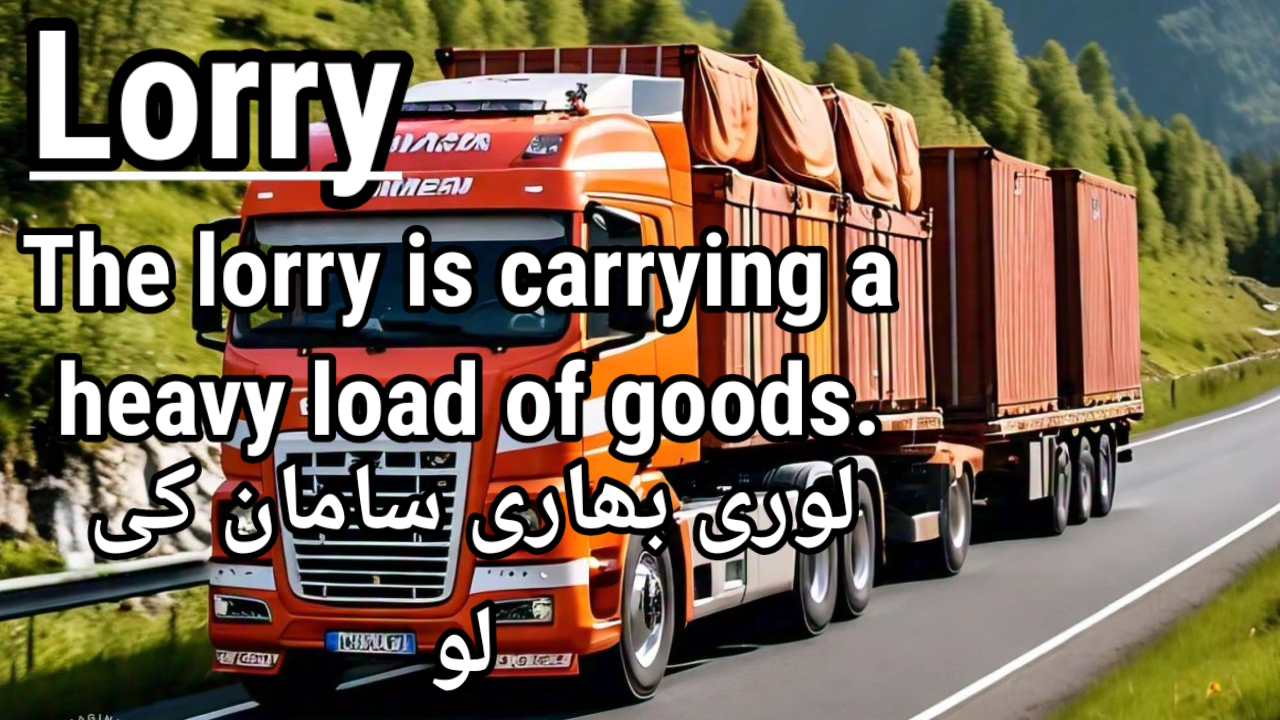 Lorry
The lorry is carrying a
heavy load of goods.
لوری بھاری سامان کی
لو